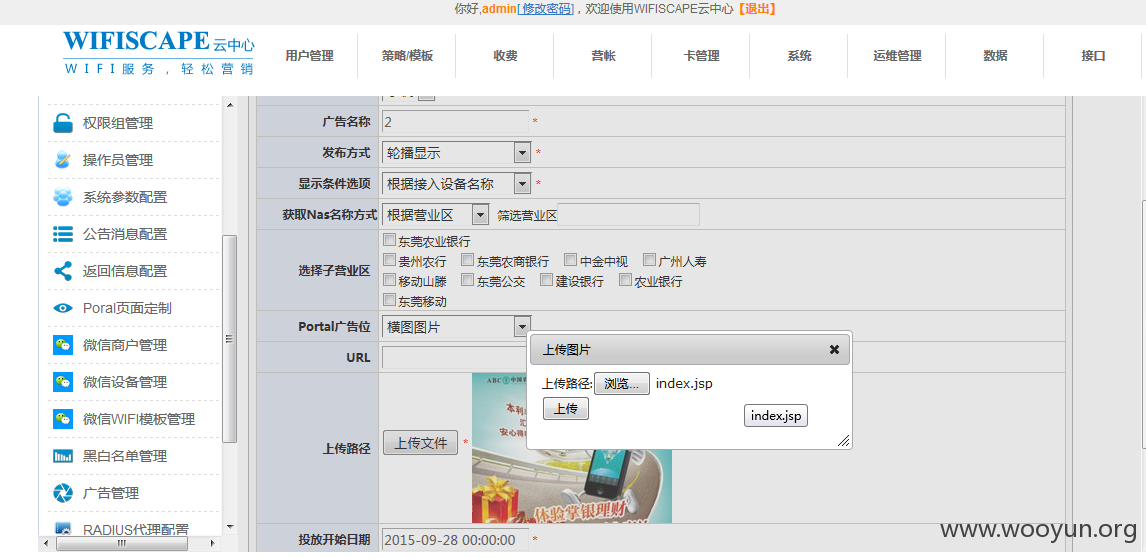 你好,admin[ 修改密码]，欢迎使用WIFISCAPE云中心【退出】
WIFISCAPE 云中心
WIFI服务，轻松营销
用户管理 策略/模板 收费 营帐 卡管理 系统 运维管理 数据 接口
权限组管理
操作员管理
系统参数配置
公告消息配置
返回信息配置
Poral页面定制
微信商户管理
微信设备管理
微信WIFI模板管理
黑白名单管理
广告管理
RADIUS代理配置
广告名称 2 *
发布方式 轮播显示 *
显示条件选项 根据接入设备名称 *
获取Nas名称方式 根据营业区 筛选营业区
选择子营业区
东莞农业银行
贵州农行 东莞农商银行 中金中视 广州人寿
移动山滕 东莞公交 建设银行 农业银行
东莞移动
Portal广告位 横图图片
URL
上传路径 上传文件 *
ABC
体验掌银理财
上传图片 ✖
上传路径: 浏览... index.jsp
上传
index.jsp
投放开始日期 2015-09-28 00:00:00 *
www.wooyun.org